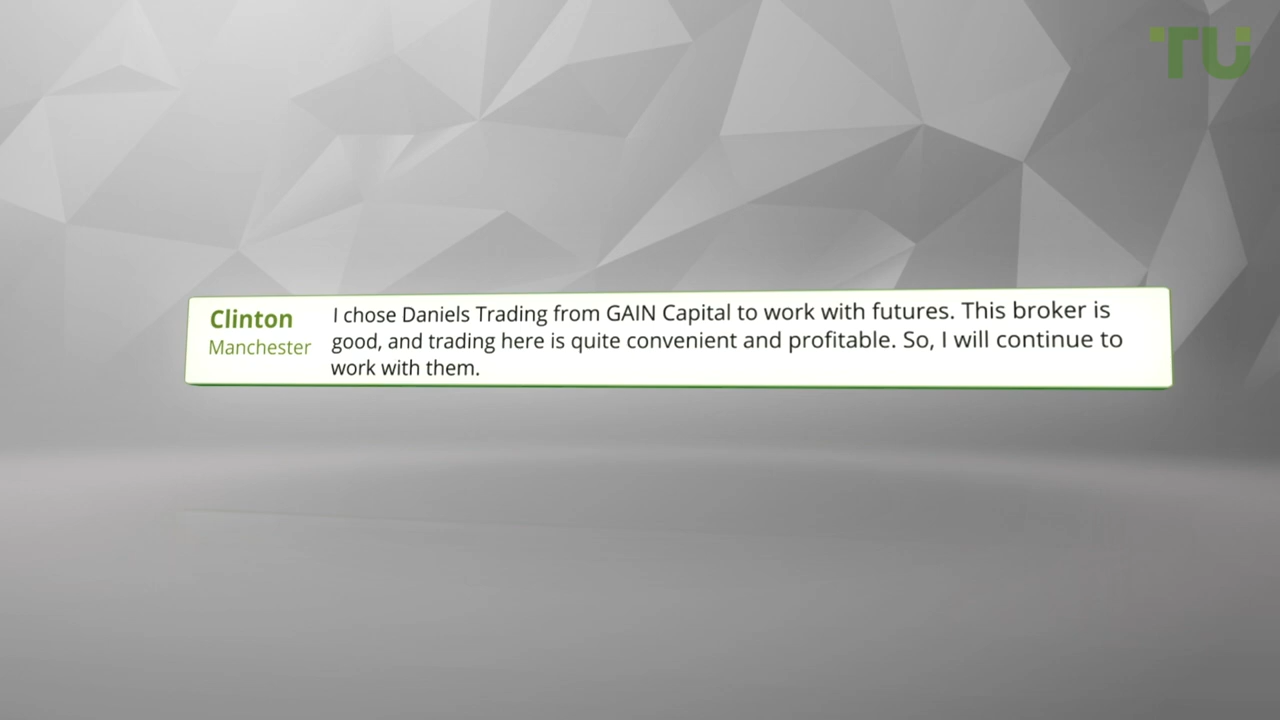 TU
Clinton
Manchester
I chose Daniels Trading from GAIN Capital to work with futures. This broker is
good, and trading here is quite convenient and profitable. So, I will continue to
work with them.